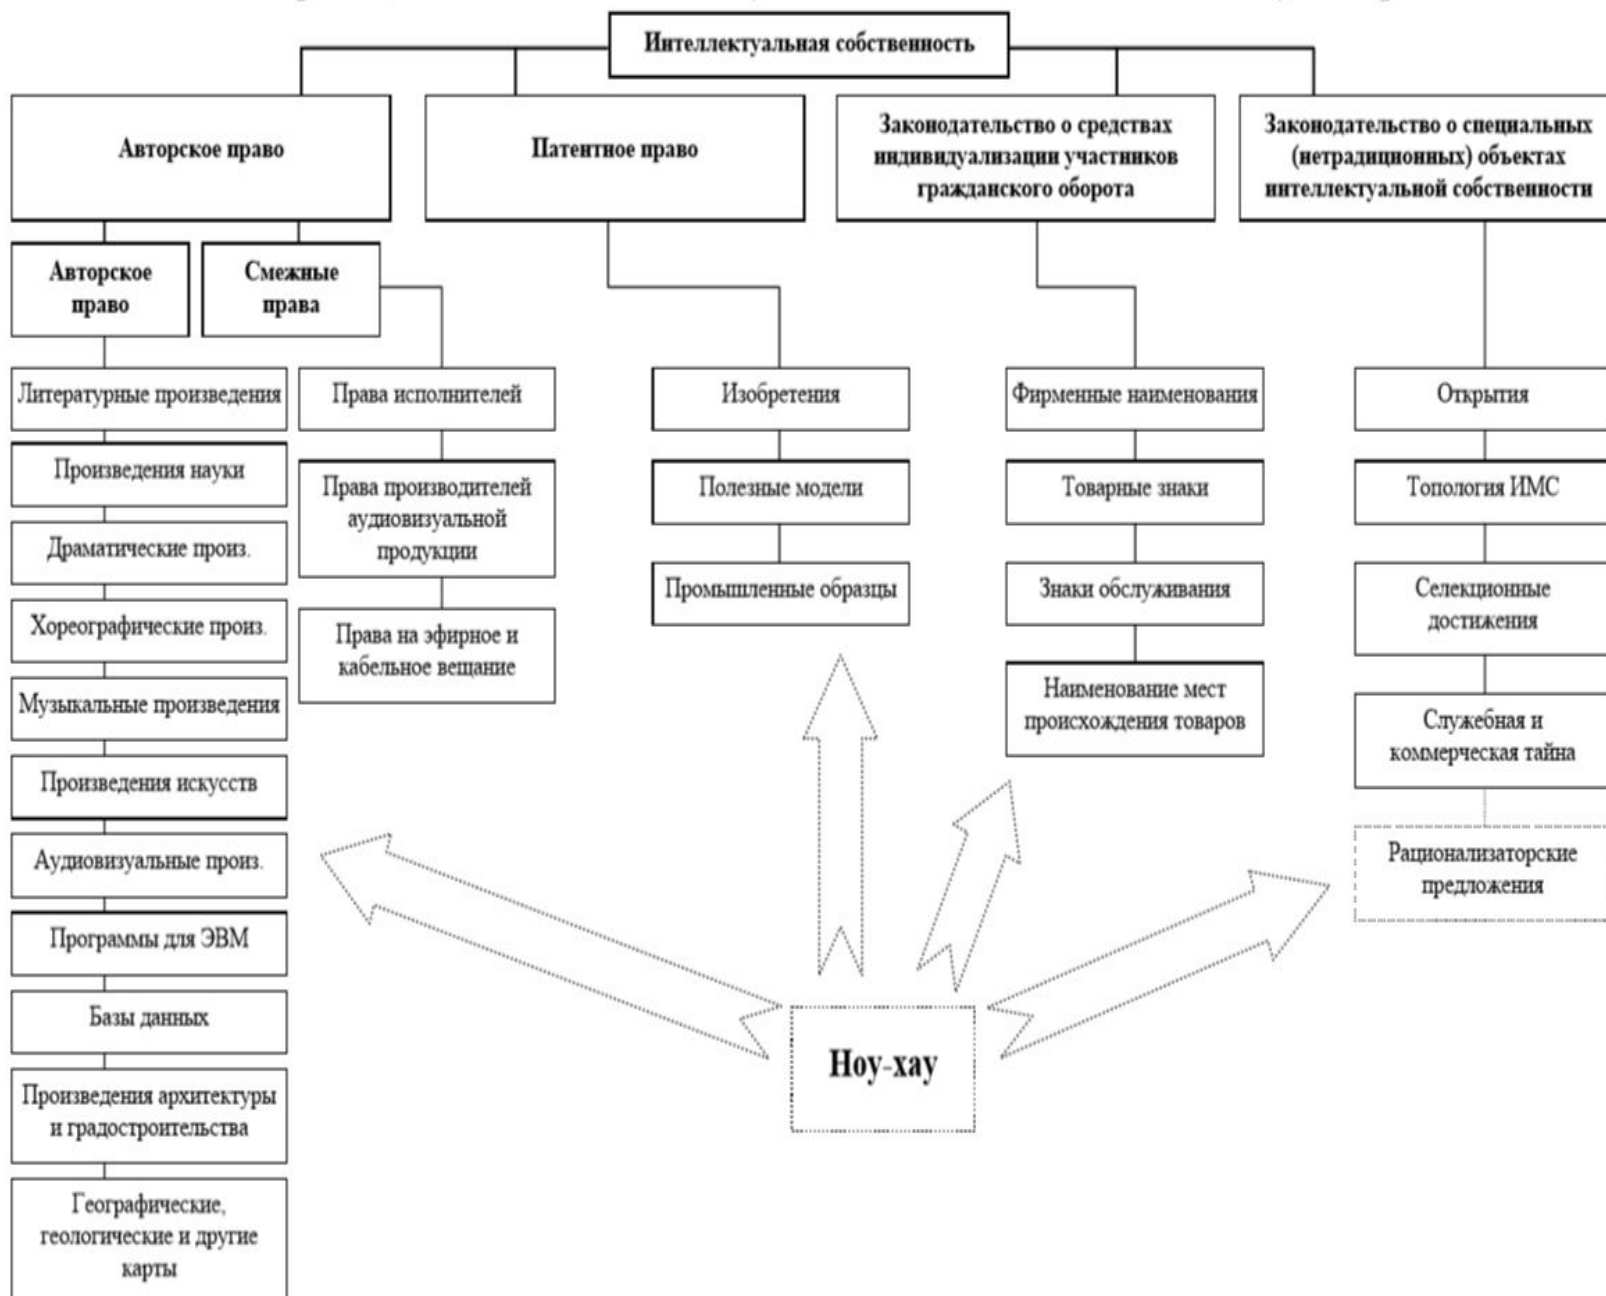 Интеллектуальная собственность
Авторское право
Патентное право
Законодательство о средствах
индивидуализации участников
гражданского оборота
Законодательство о специальных
(нетрадиционных) объектах
интеллектуальной собственности
Авторское
право
Смежные
права
Литературные произведения
Произведения науки
Драматические произ.
Хореографические произ.
Музыкальные произведения
Произведения искусств
Аудиовизуальные произ.
Программы для ЭВМ
Базы данных
Произведения архитектуры
и градостроительства
Географические,
геологические и другие
карты
Права исполнителей
Права производителей
аудиовизуальной
продукции
Права на эфирное и
кабельное вещание
Изобретения
Полезные модели
Промышленные образцы
Фирменные наименования
Товарные знаки
Знаки обслуживания
Наименование мест
происхождения товаров
Открытия
Топология ИМС
Селекционные
достижения
Служебная и
коммерческая тайна
Рационализаторские
предложения
Ноу-хау